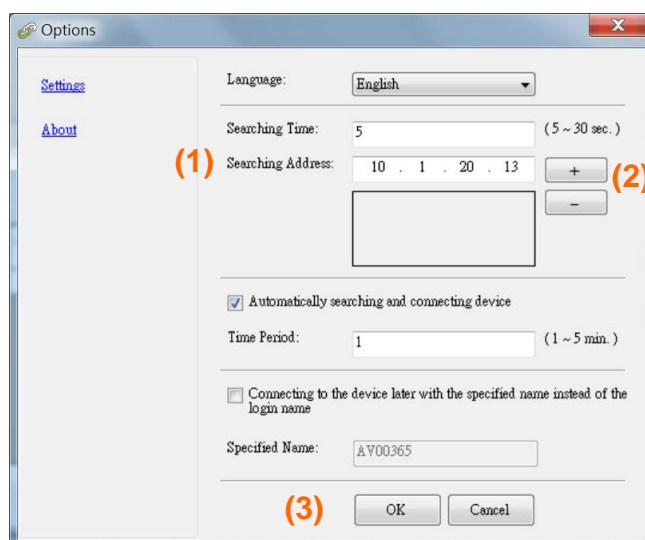 Options
Settings
About
Language:
English
Searching Time:
5
( 5 ~ 30 sec. )
(1)
Searching Address:
10 . 1 . 20 . 13
+
(2)
-
Automatically searching and connecting device
Time Period:
1
( 1 ~ 5 min. )
Connecting to the device later with the specified name instead of the
login name
Specified Name:
AV00365
(3)
OK
Cancel